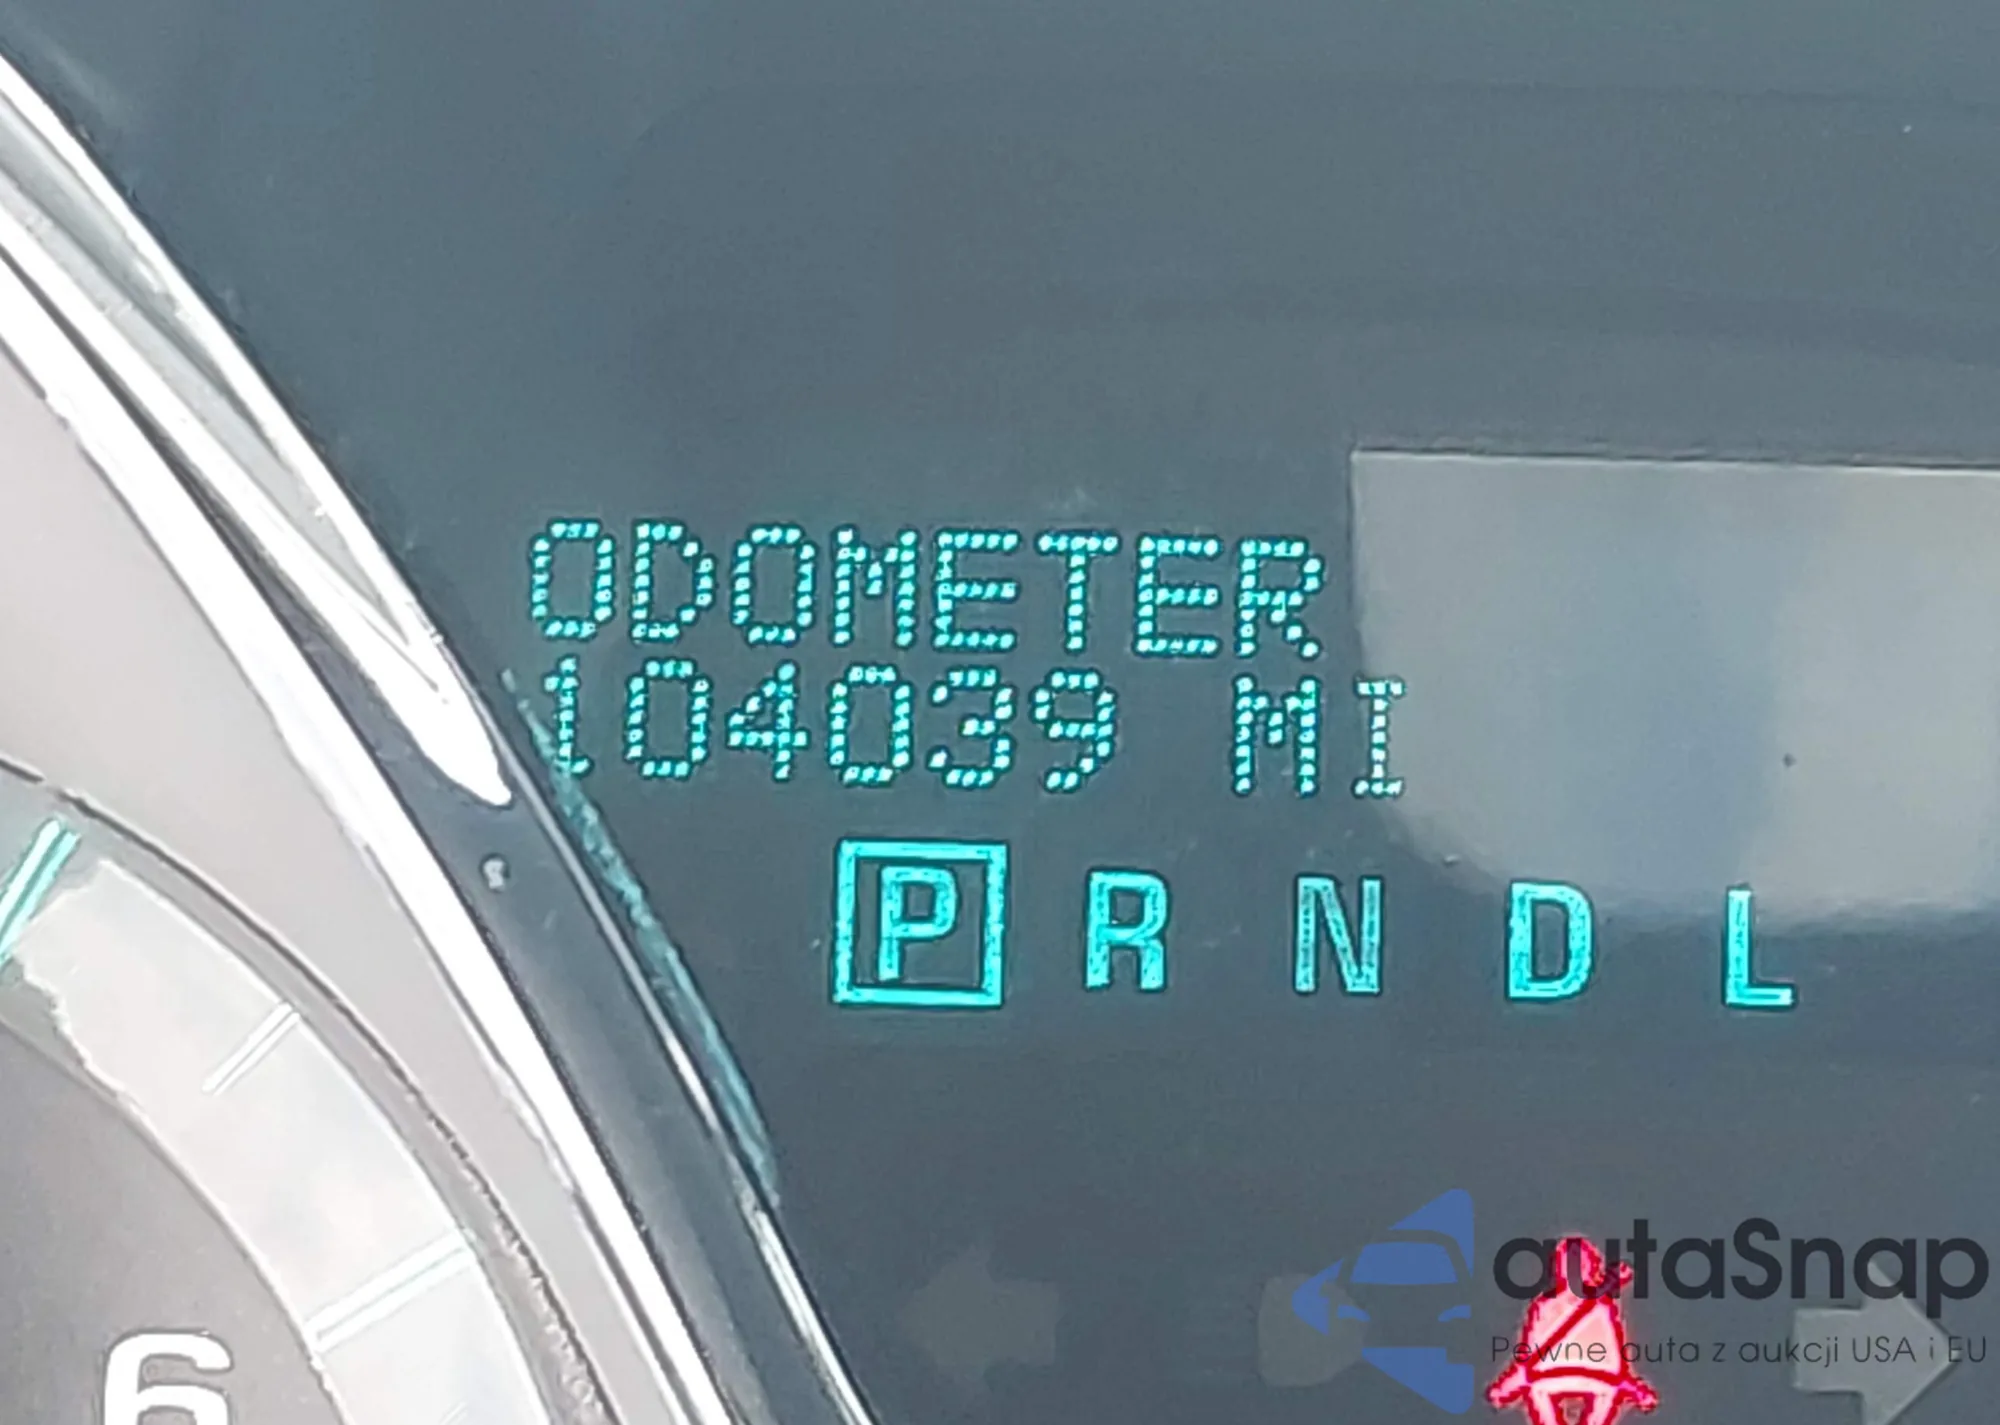 ODOMETER
104039 MI
P R N D L
6
autaSnap
Pewne auta z aukcji USA i EU